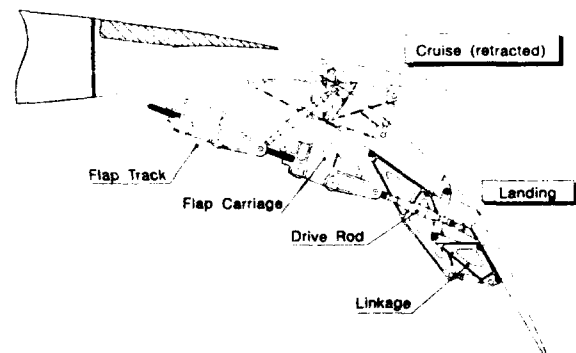 Cruise (retracted)
Flap Track
Flap Carriage
Landing
Drive Rod
Linkage